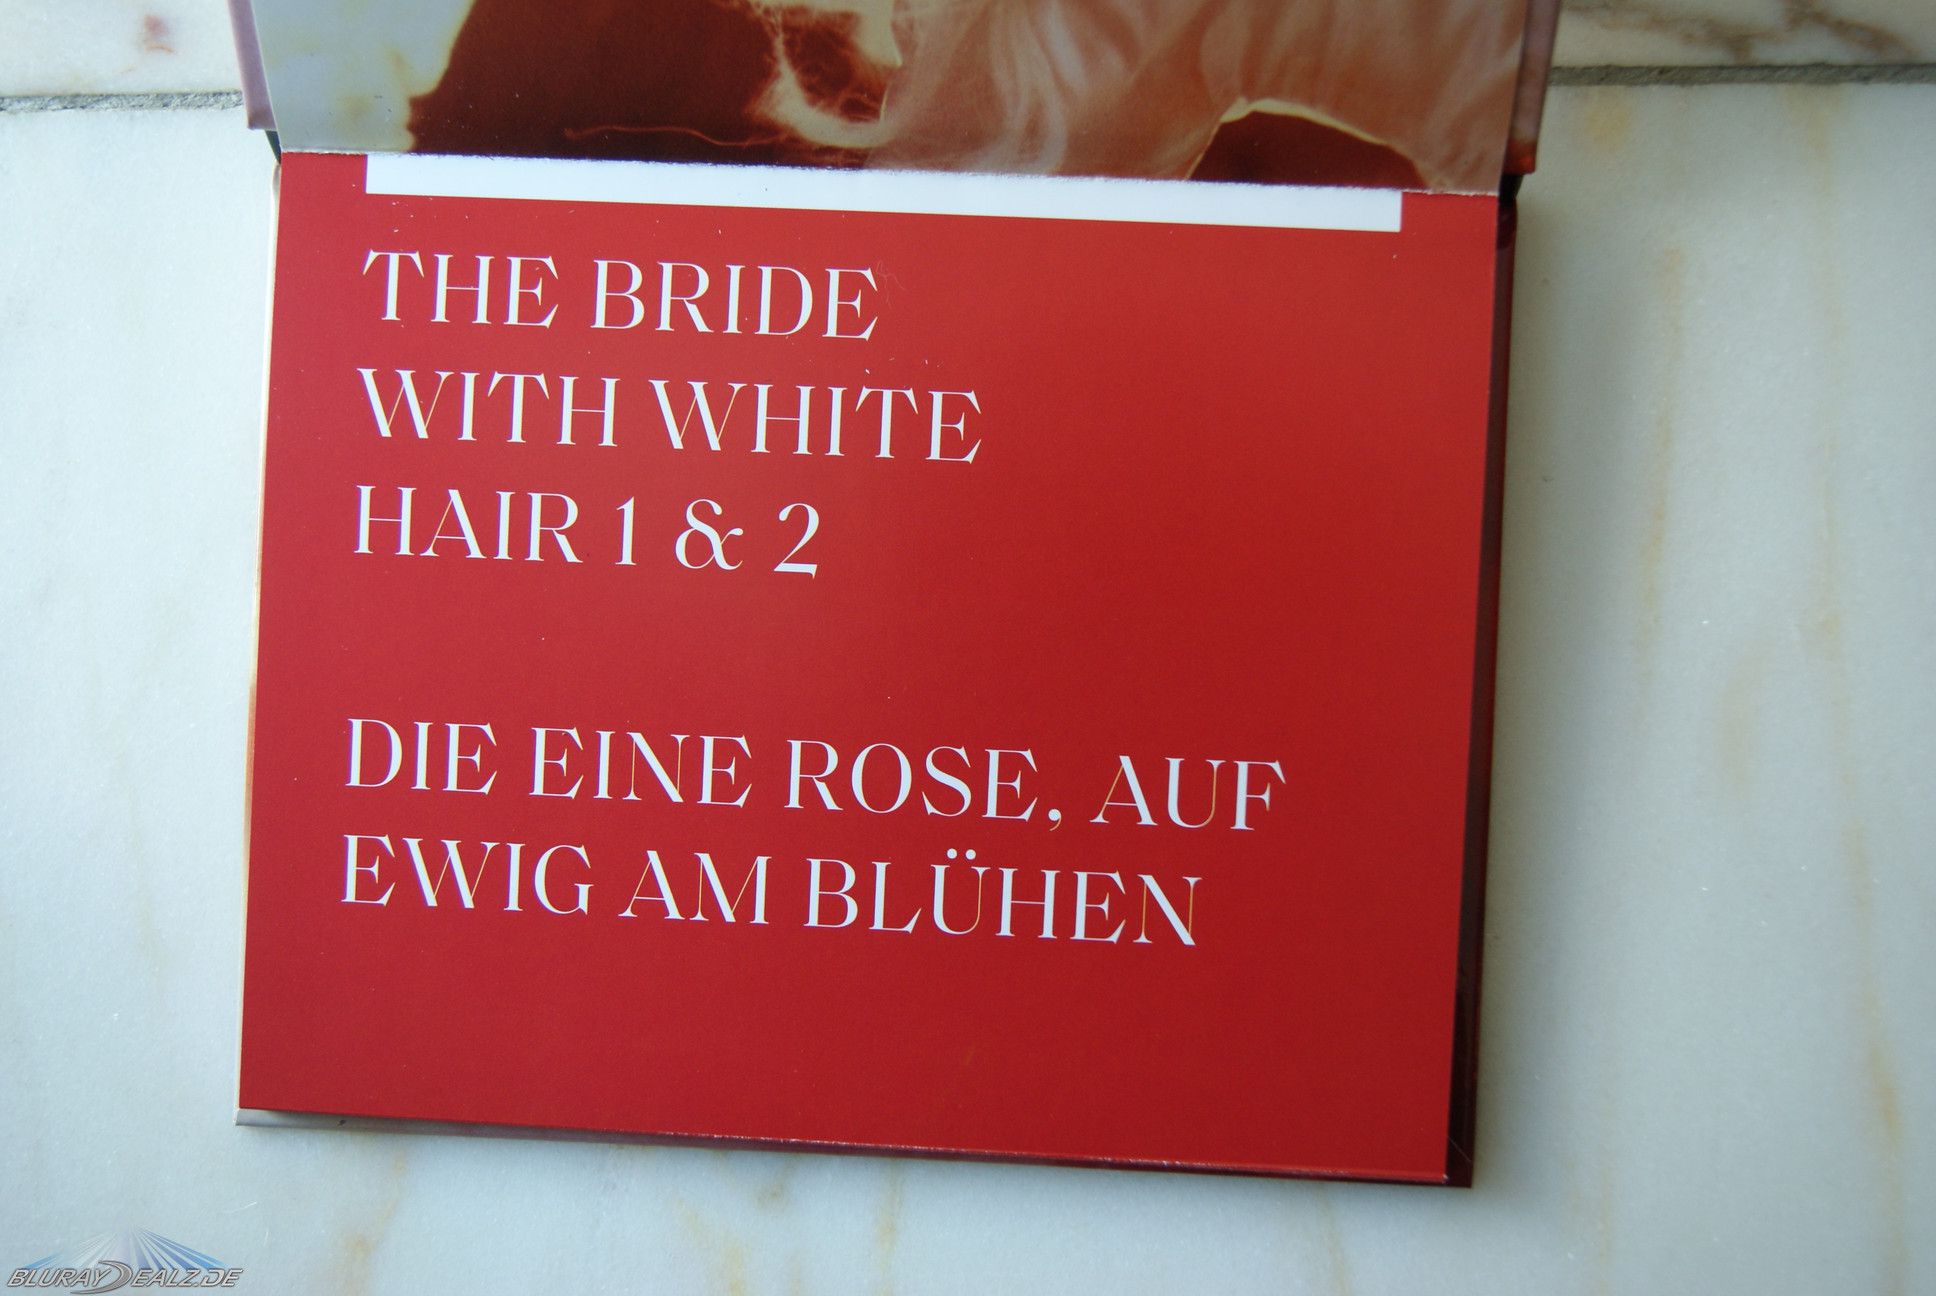 THE BRIDE
WITH WHITE
HAIR 1 & 2
DIE EINE ROSE, AUF
EWIG AM BLÜHEN
BLURAYDEALZ.DE